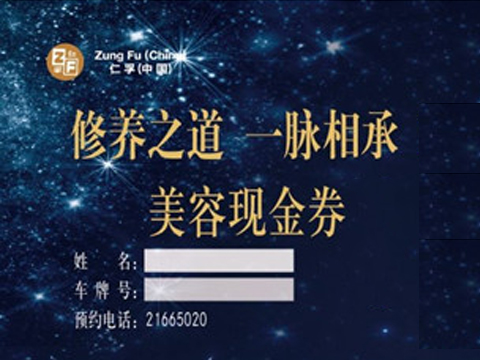 Zung Fu (China)
仁孚(中国)
修养之道 一脉相承
美容现金券
姓 名:
车 牌 号:
预约电话: 21665020